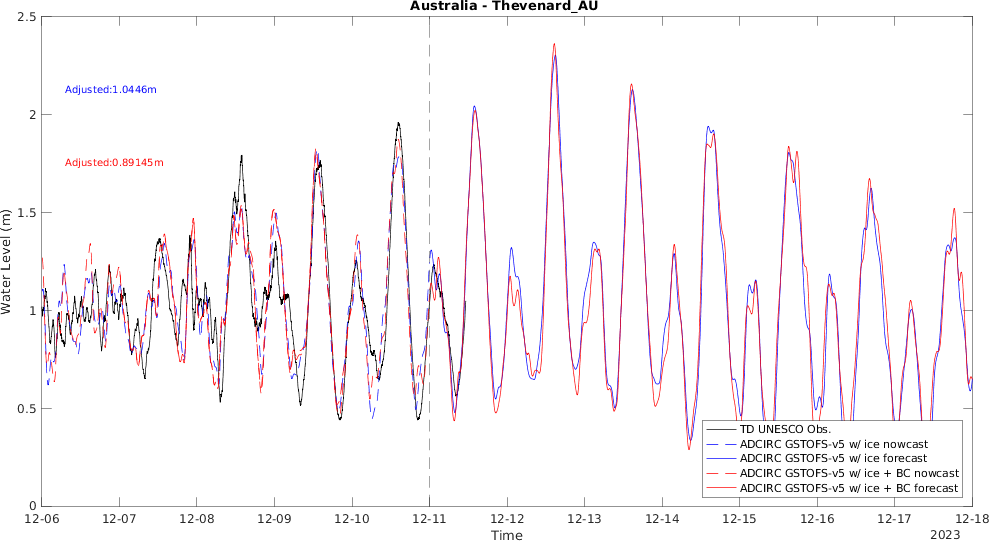 Australia - Thevenard_AU
2.5
2
1.5
1
0.5
0
Water Level (m)
Adjusted:1.0446m
Adjusted:0.89145m
TD UNESCO Obs.
ADCIRC GSTOFS-v5 w/ ice nowcast
ADCIRC GSTOFS-v5 w/ ice forecast
ADCIRC GSTOFS-v5 w/ ice + BC nowcast
ADCIRC GSTOFS-v5 w/ ice + BC forecast
12-06 12-07 12-08 12-09 12-10 12-11 12-12 12-13 12-14 12-15 12-16 12-17 12-18
Time
2023